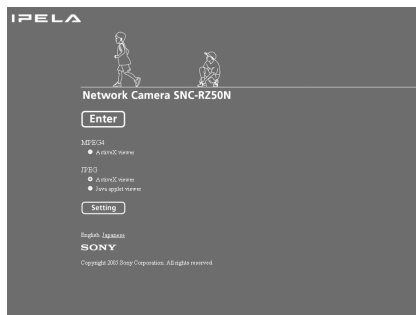 IPELA
Network Camera SNC-RZ50N
Enter
MPEG4
ActiveX viewer
JPEG
ActiveX viewer
Java applet viewer
Setting
English Japanese
SONY
Copyright 2005 Sony Corporation. All rights reserved.